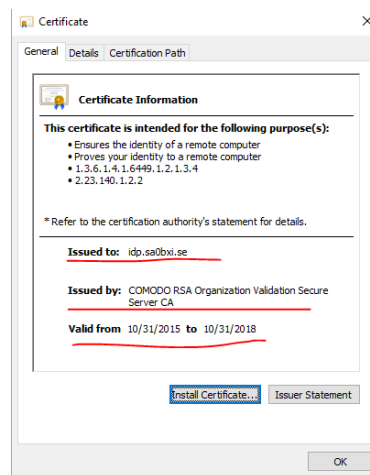 Certificate
General Details Certification Path
Certificate Information
This certificate is intended for the following purpose(s):
• Ensures the identity of a remote computer
• Proves your identity to a remote computer
• 1.3.6.1.4.1.6449.1.2.1.3.4
• 2.23.140.1.2.2
* Refer to the certification authority's statement for details.
Issued to: idp.sa0bxi.se
Issued by: COMODO RSA Organization Validation Secure
Server CA
Valid from 10/31/2015 to 10/31/2018
Install Certificate... Issuer Statement
OK